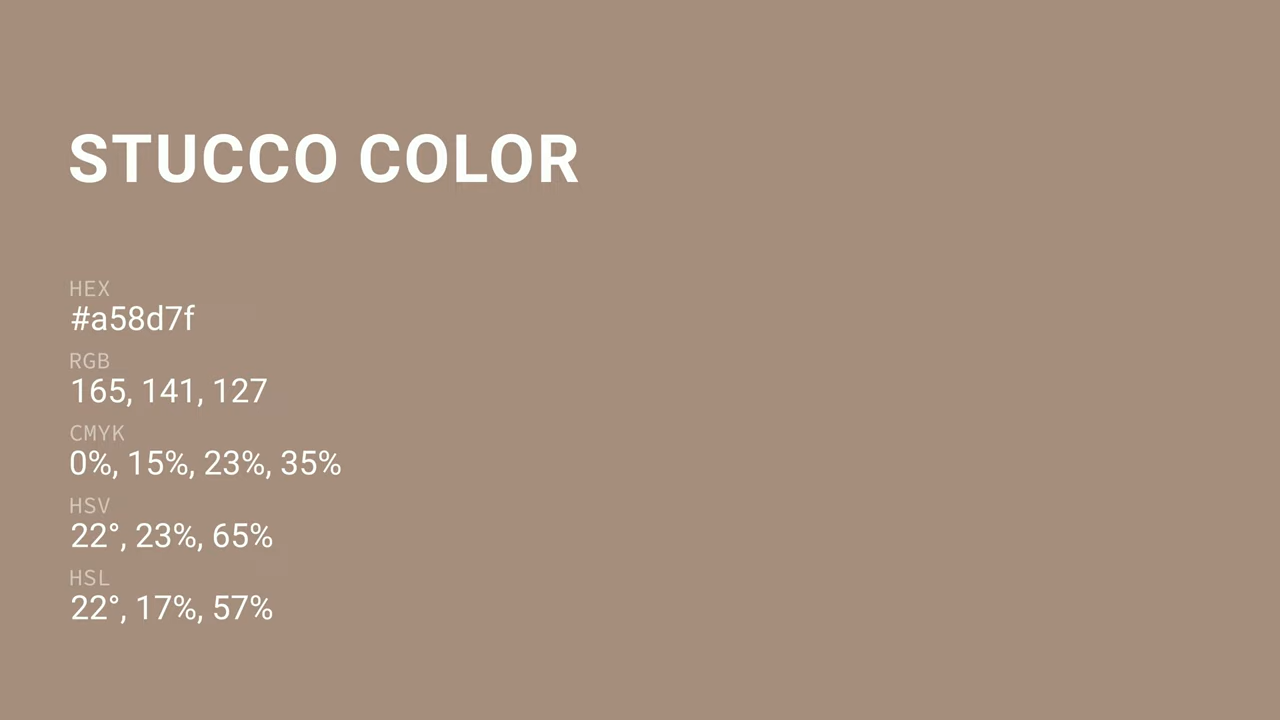 STUCCO COLOR
HEX
#a58d7f
RGB
165, 141, 127
CMYK
0%, 15%, 23%, 35%
HSV
22°, 23%, 65%
HSL
22°, 17%, 57%